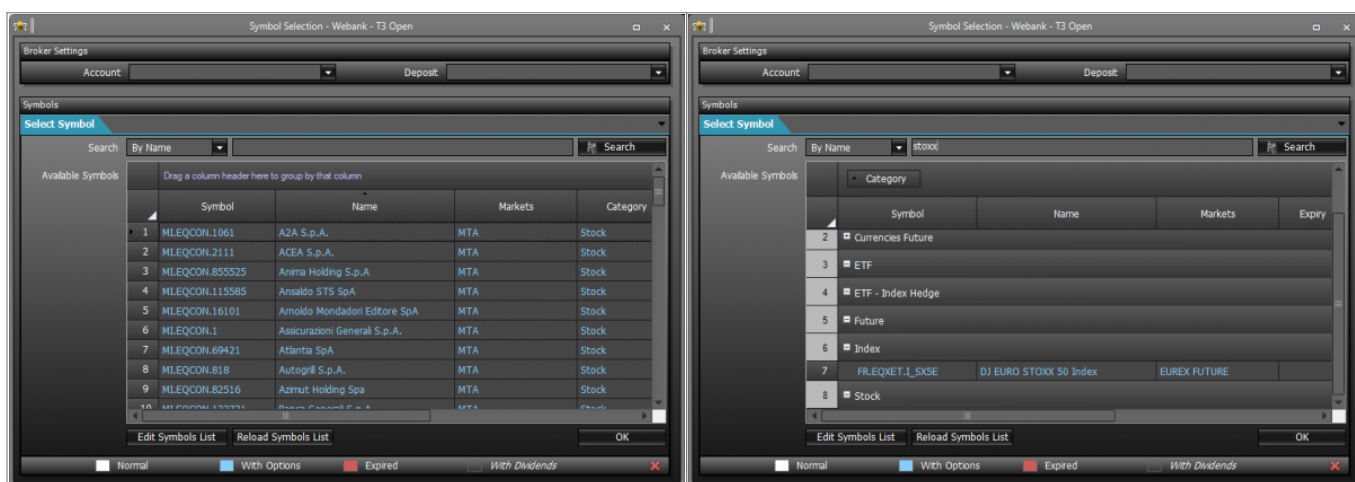 Symbol Selection - Webank - T3 Open
Broker Settings
Account Deposit
Symbols
Select Symbol
Search By Name Search
Available Symbols Drag a column header here to group by that column
Symbol Name Markets Category
1 MI.EQCON.1061 A2A S.p.A. MTA Stock
2 MI.EQCON.2111 ACEA S.p.A. MTA Stock
3 MI.EQCON.855525 Anima Holding S.p.A MTA Stock
4 MI.EQCON.115585 Ansaldo STS SpA MTA Stock
5 MI.EQCON.16101 Arnoldo Mondadori Editore SpA MTA Stock
6 MI.EQCON.1 Assicurazioni Generali S.p.A. MTA Stock
7 MI.EQCON.69421 Atlantia SpA MTA Stock
8 MI.EQCON.818 Autogrill S.p.A. MTA Stock
9 MI.EQCON.82516 Azimut Holding Spa MTA Stock
10 MTA Stock
Edit Symbols List Reload Symbols List OK
Normal With Options Expired With Dividends
Symbol Selection - Webank - T3 Open
Broker Settings
Account Deposit
Symbols
Select Symbol
Search By Name stoxx Search
Available Symbols Category
Symbol Name Markets Expiry
2 Currencies Future
3 ETF
4 ETF - Index Hedge
5 Future
6 Index
7 FR.EQXET.I_SX5E DJ EURO STOXX 50 Index EUREX FUTURE
8 Stock
Edit Symbols List Reload Symbols List OK
Normal With Options Expired With Dividends